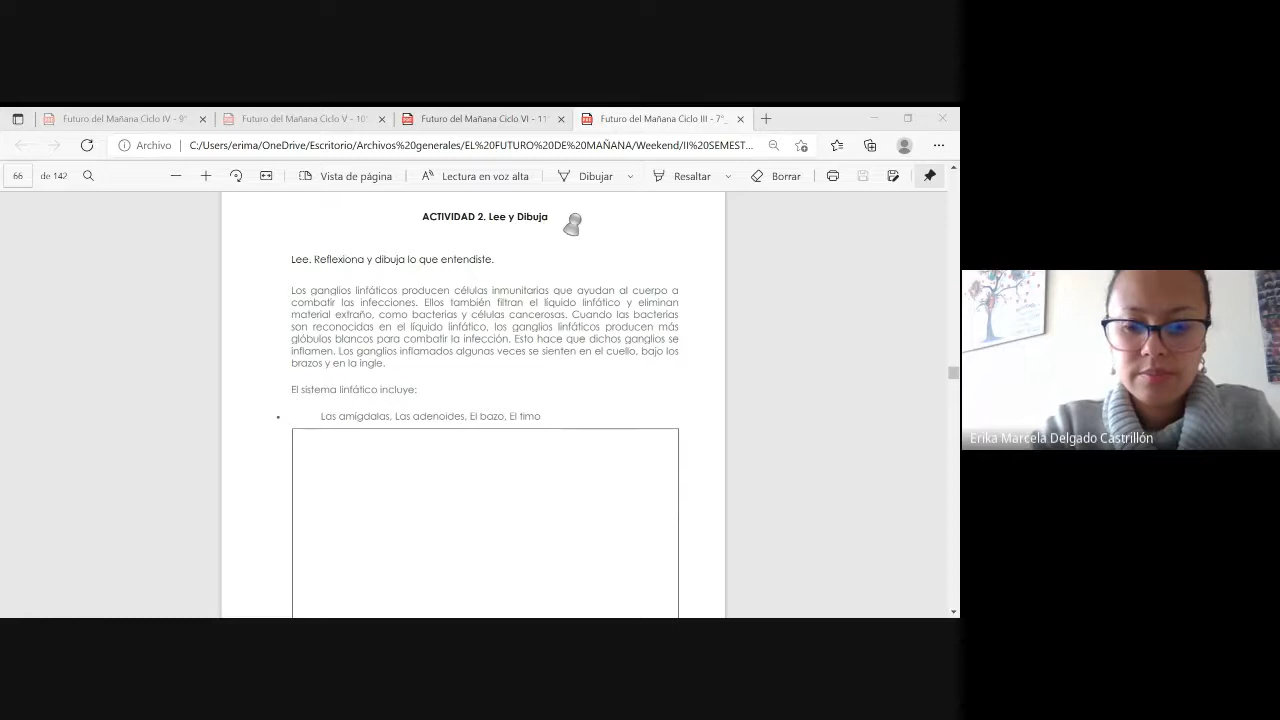 Futuro del Mañana Ciclo IV - 9°
Futuro del Mañana Ciclo V - 10°
Futuro del Mañana Ciclo VI - 11°
Futuro del Mañana Ciclo III - 7°_
Archivo
C:/Users/erima/OneDrive/Escritorio/Archivos%20generales/EL%20FUTURO%20DE%20MAÑANA/Weekend/II%20SEMEST...
66
de 142
Vista de página
Lectura en voz alta
Dibujar
Resaltar
Borrar
ACTIVIDAD 2. Lee y Dibuja
Lee. Reflexiona y dibuja lo que entendiste.
Los ganglios linfáticos producen células inmunitarias que ayudan al cuerpo a
combatir las infecciones. Ellos también filtran el líquido linfático y eliminan
material extraño, como bacterias y células cancerosas. Cuando las bacterias
son reconocidas en el líquido linfático, los ganglios linfáticos producen más
glóbulos blancos para combatir la infección. Esto hace que dichos ganglios se
inflamen. Los ganglios inflamados algunas veces se sienten en el cuello, bajo los
brazos y en la ingle.
El sistema linfático incluye:
• Las amígdalas, Las adenoides, El bazo, El timo
Erika Marcela Delgado Castrillón